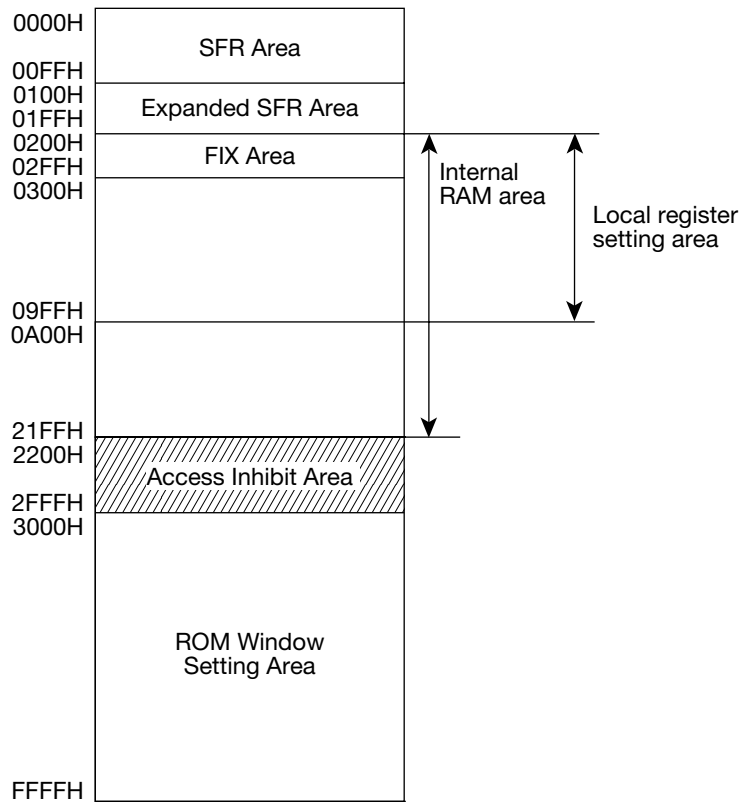 0000H
SFR Area
00FFH
0100H
Expanded SFR Area
01FFH
0200H
FIX Area
02FFH
0300H
Internal
RAM area
Local register
setting area
09FFH
0A00H
21FFH
2200H
Access Inhibit Area
2FFFH
3000H
ROM Window
Setting Area
FFFFH